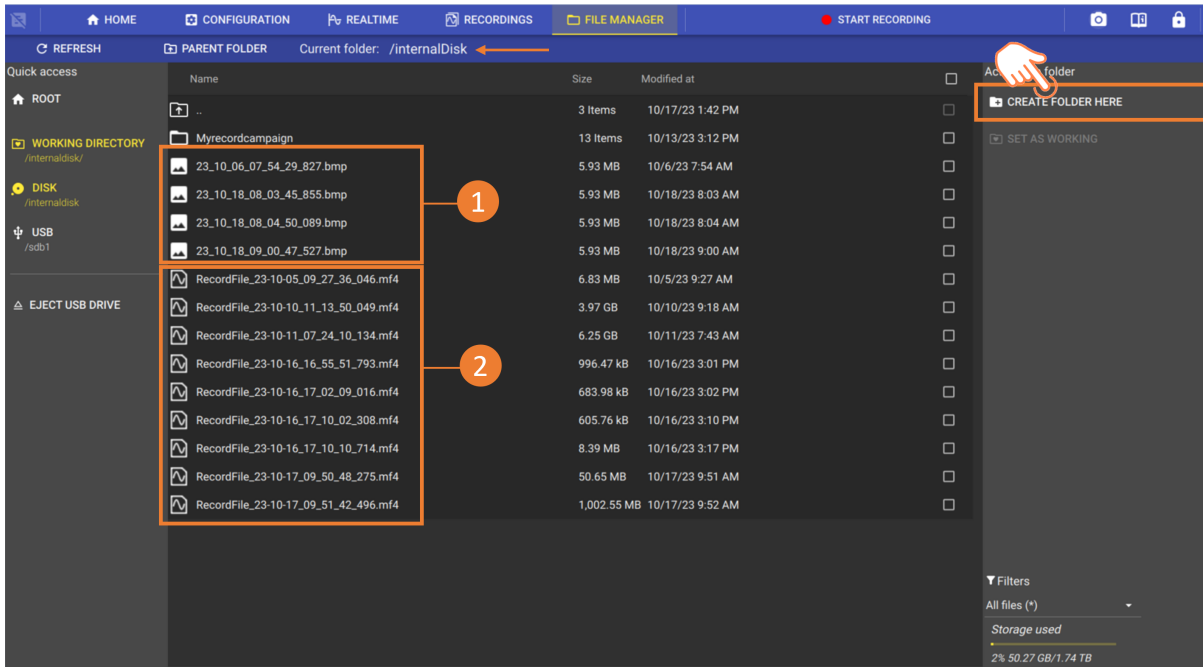 HOME CONFIGURATION REALTIME RECORDINGS FILE MANAGER START RECORDING
REFRESH PARENT FOLDER Current folder: /internalDisk
Quick access
ROOT
WORKING DIRECTORY
/internaldisk/
DISK
/internaldisk
USB
/sdb1
EJECT USB DRIVE
Name Size Modified at
.. 3 Items 10/17/23 1:42 PM
Myrecordcampaign 13 Items 10/13/23 3:12 PM
23_10_06_07_54_29_827.bmp 5.93 MB 10/6/23 7:54 AM
23_10_18_08_03_45_855.bmp 5.93 MB 10/18/23 8:03 AM
1
23_10_18_08_04_50_089.bmp 5.93 MB 10/18/23 8:04 AM
23_10_18_09_00_47_527.bmp 5.93 MB 10/18/23 9:00 AM
RecordFile_23-10-05_09_27_36_046.mf4 6.83 MB 10/5/23 9:27 AM
RecordFile_23-10-10_11_13_50_049.mf4 3.97 GB 10/10/23 9:18 AM
RecordFile_23-10-11_07_24_10_134.mf4 6.25 GB 10/11/23 7:43 AM
RecordFile_23-10-16_16_55_51_793.mf4 996.47 kB 10/16/23 3:01 PM
2
RecordFile_23-10-16_17_02_09_016.mf4 683.98 kB 10/16/23 3:02 PM
RecordFile_23-10-16_17_10_02_308.mf4 605.76 kB 10/16/23 3:10 PM
RecordFile_23-10-16_17_10_10_714.mf4 8.39 MB 10/16/23 3:17 PM
RecordFile_23-10-17_09_50_48_275.mf4 50.65 MB 10/17/23 9:51 AM
RecordFile_23-10-17_09_51_42_496.mf4 1,002.55 MB 10/17/23 9:52 AM
folder
CREATE FOLDER HERE
SET AS WORKING
Filters
All files (*)
Storage used
2% 50.27 GB/1.74 TB